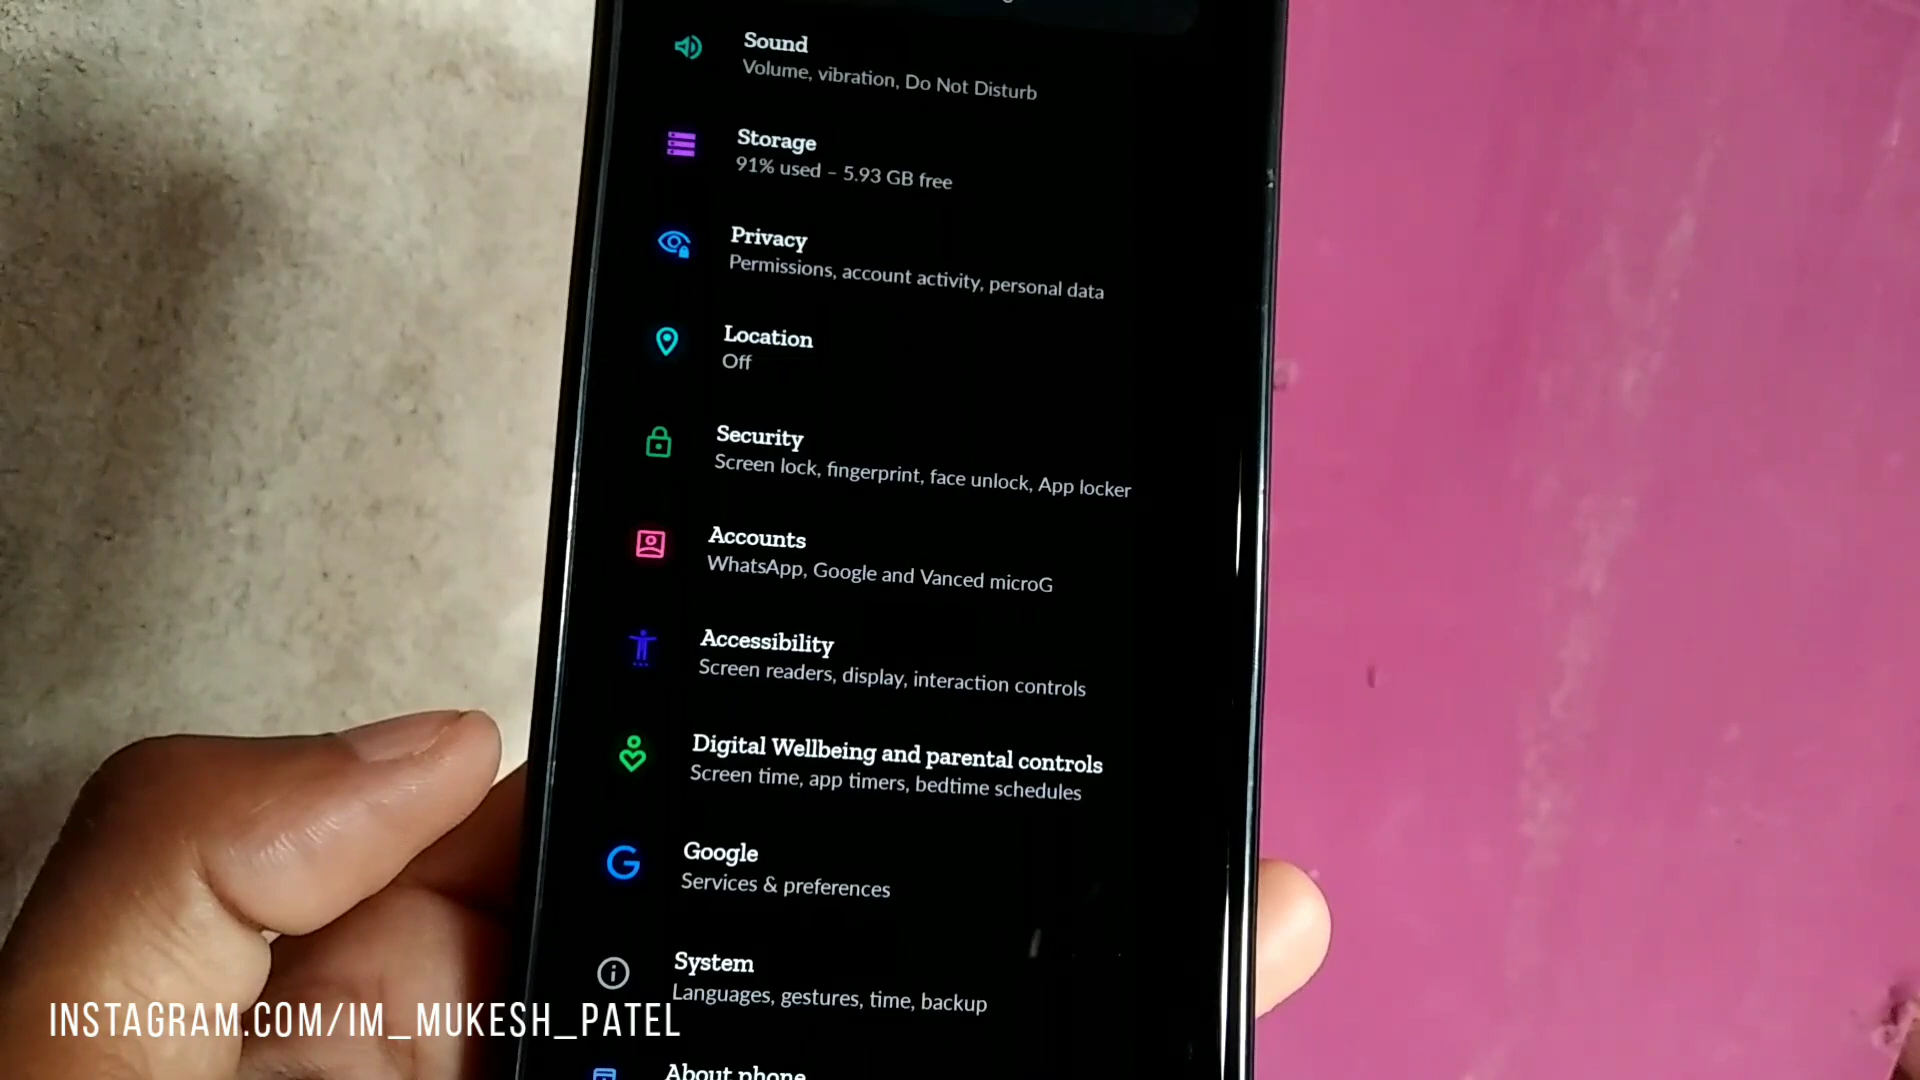 Sound
Volume, vibration, Do Not Disturb
Storage
91% used – 5.93 GB free
Privacy
Permissions, account activity, personal data
Location
Off
Security
Screen lock, fingerprint, face unlock, App locker
Accounts
WhatsApp, Google and Vanced microG
Accessibility
Screen readers, display, interaction controls
Digital Wellbeing and parental controls
Screen time, app timers, bedtime schedules
Google
Services & preferences
System
Languages, gestures, time, backup
About phone
INSTAGRAM.COM/IM_MUKESH_PATEL